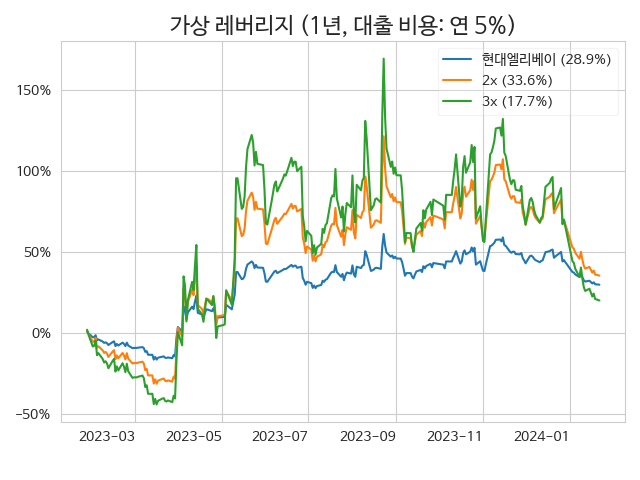 가상 레버리지 (1년, 대출 비용: 연 5%)
현대엘리베이 (28.9%)
2x (33.6%)
3x (17.7%)
150%
100%
50%
0%
−50%
2023-03 2023-05 2023-07 2023-09 2023-11 2024-01